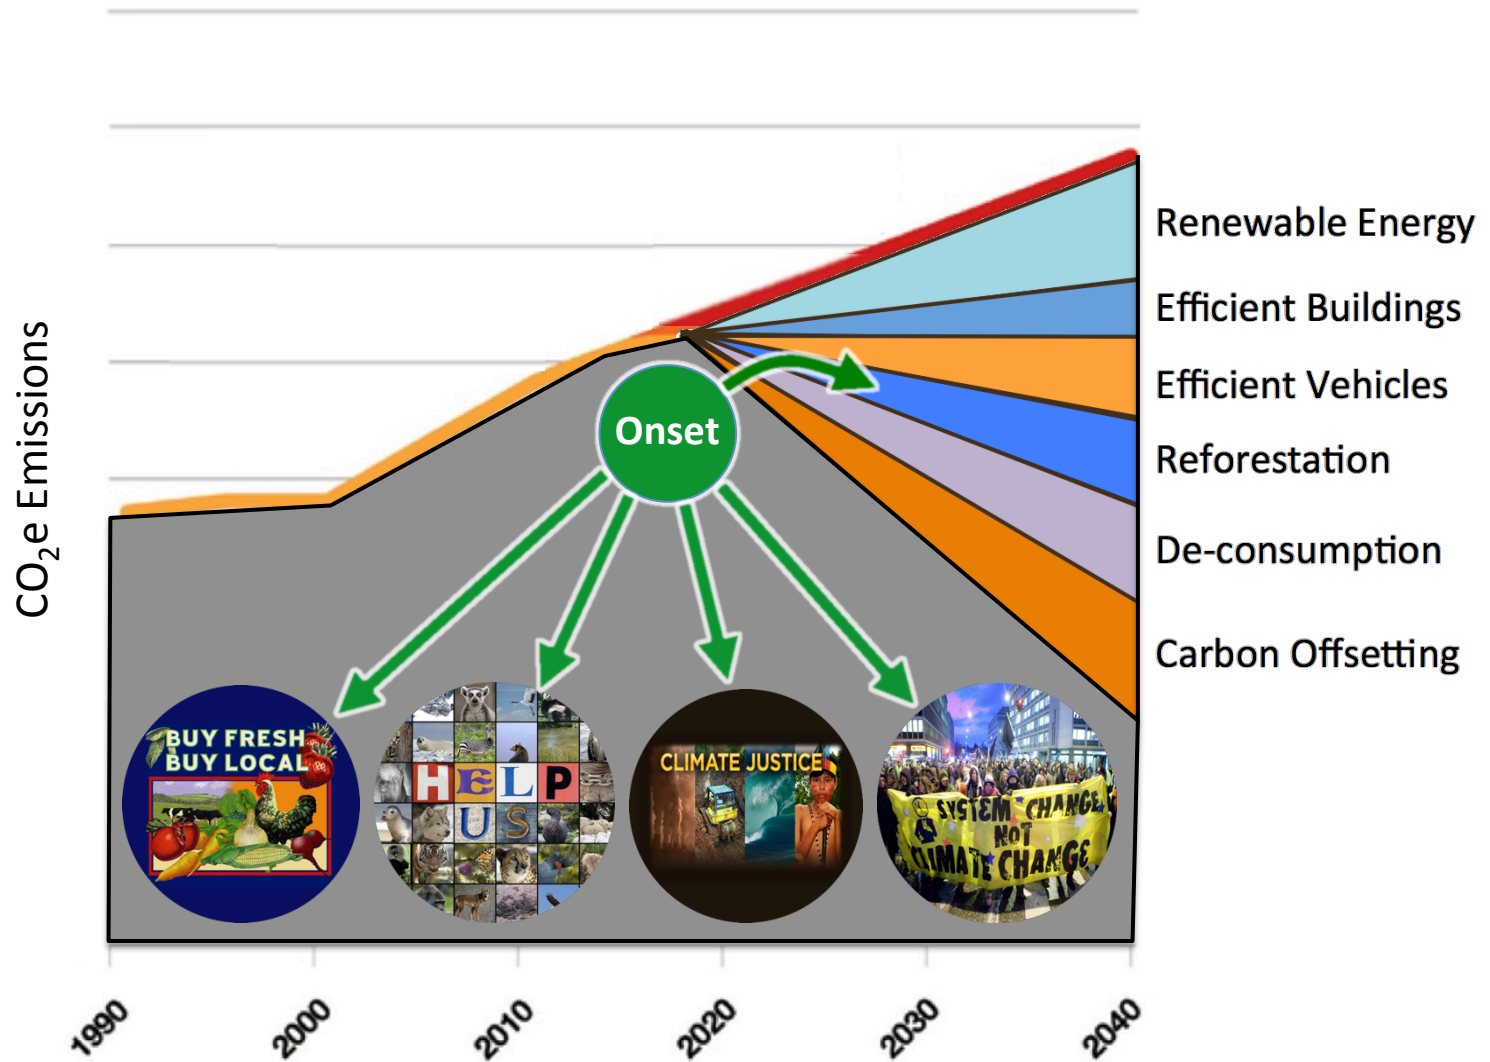 CO₂e Emissions
Renewable Energy
Efficient Buildings
Efficient Vehicles
Reforestation
De-consumption
Carbon Offsetting
Onset
BUY FRESH
BUY LOCAL
HELP
US
CLIMATE JUSTICE
SYSTEM CHANGE
NOT
CLIMATE CHANGE
1990
2000
2010
2020
2030
2040